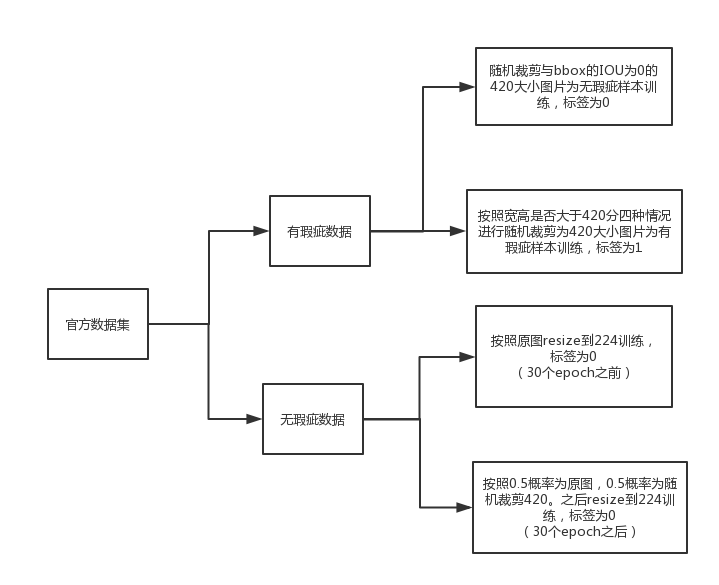 随机裁剪与bbox的IOU为0的
420大小图片为无瑕疵样本训
练，标签为0
按照宽高是否大于420分四种情况
进行随机裁剪为420大小图片为有
瑕疵样本训练，标签为1
有瑕疵数据
官方数据集
按照原图resize到224训练，
标签为0
（30个epoch之前）
无瑕疵数据
按照0.5概率为原图，0.5概率为随
机裁剪420。之后resize到224训
练，标签为0
（30个epoch之后）